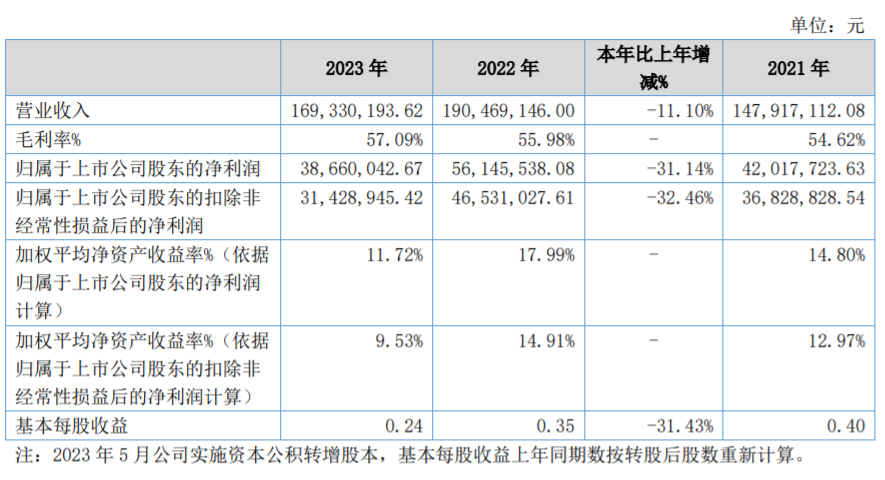 单位：元
2023 年 2022 年 本年比上年增减% 2021 年
营业收入 169,330,193.62 190,469,146.00 -11.10% 147,917,112.08
毛利率% 57.09% 55.98% - 54.62%
归属于上市公司股东的净利润 38,660,042.67 56,145,538.08 -31.14% 42,017,723.63
归属于上市公司股东的扣除非 31,428,945.42 46,531,027.61 -32.46% 36,828,828.54
经常性损益后的净利润
加权平均净资产收益率%（依据 11.72% 17.99% - 14.80%
归属于上市公司股东的净利润
计算）
加权平均净资产收益率%（依据 9.53% 14.91% - 12.97%
归属于上市公司股东的扣除非
经常性损益后的净利润计算）
基本每股收益 0.24 0.35 -31.43% 0.40
注：2023 年 5 月公司实施资本公积转增股本，基本每股收益上年同期数按转股后股数重新计算。